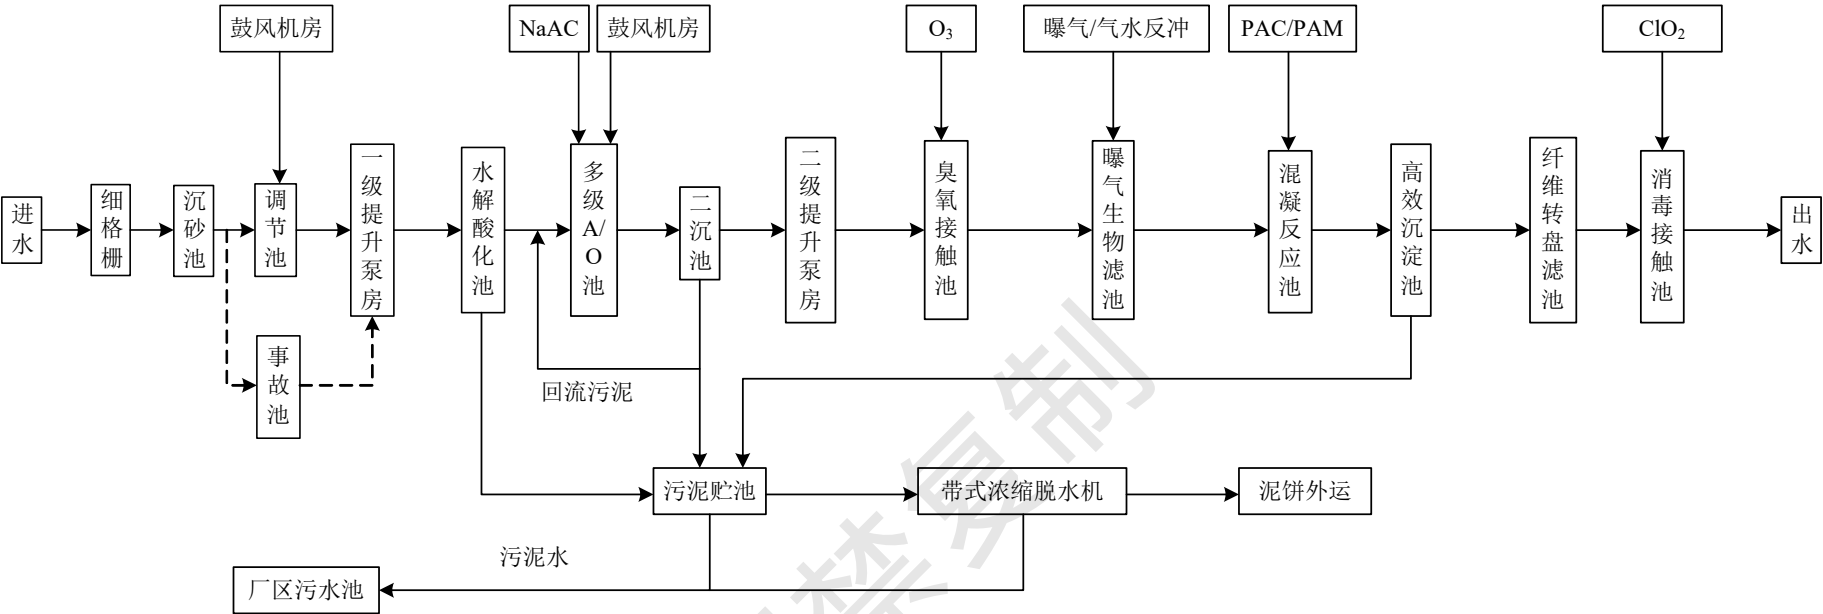 鼓风机房
NaAC
鼓风机房
O₃
曝气/气水反冲
PAC/PAM
ClO₂
进水
细格栅
沉砂池
调节池
一级提升泵房
水解酸化池
多级A/O池
二沉池
二级提升泵房
臭氧接触池
曝气生物滤池
混凝反应池
高效沉淀池
纤维转盘滤池
消毒接触池
出水
事故池
回流污泥
污泥贮池
带式浓缩脱水机
泥饼外运
污泥水
厂区污水池
禁复制